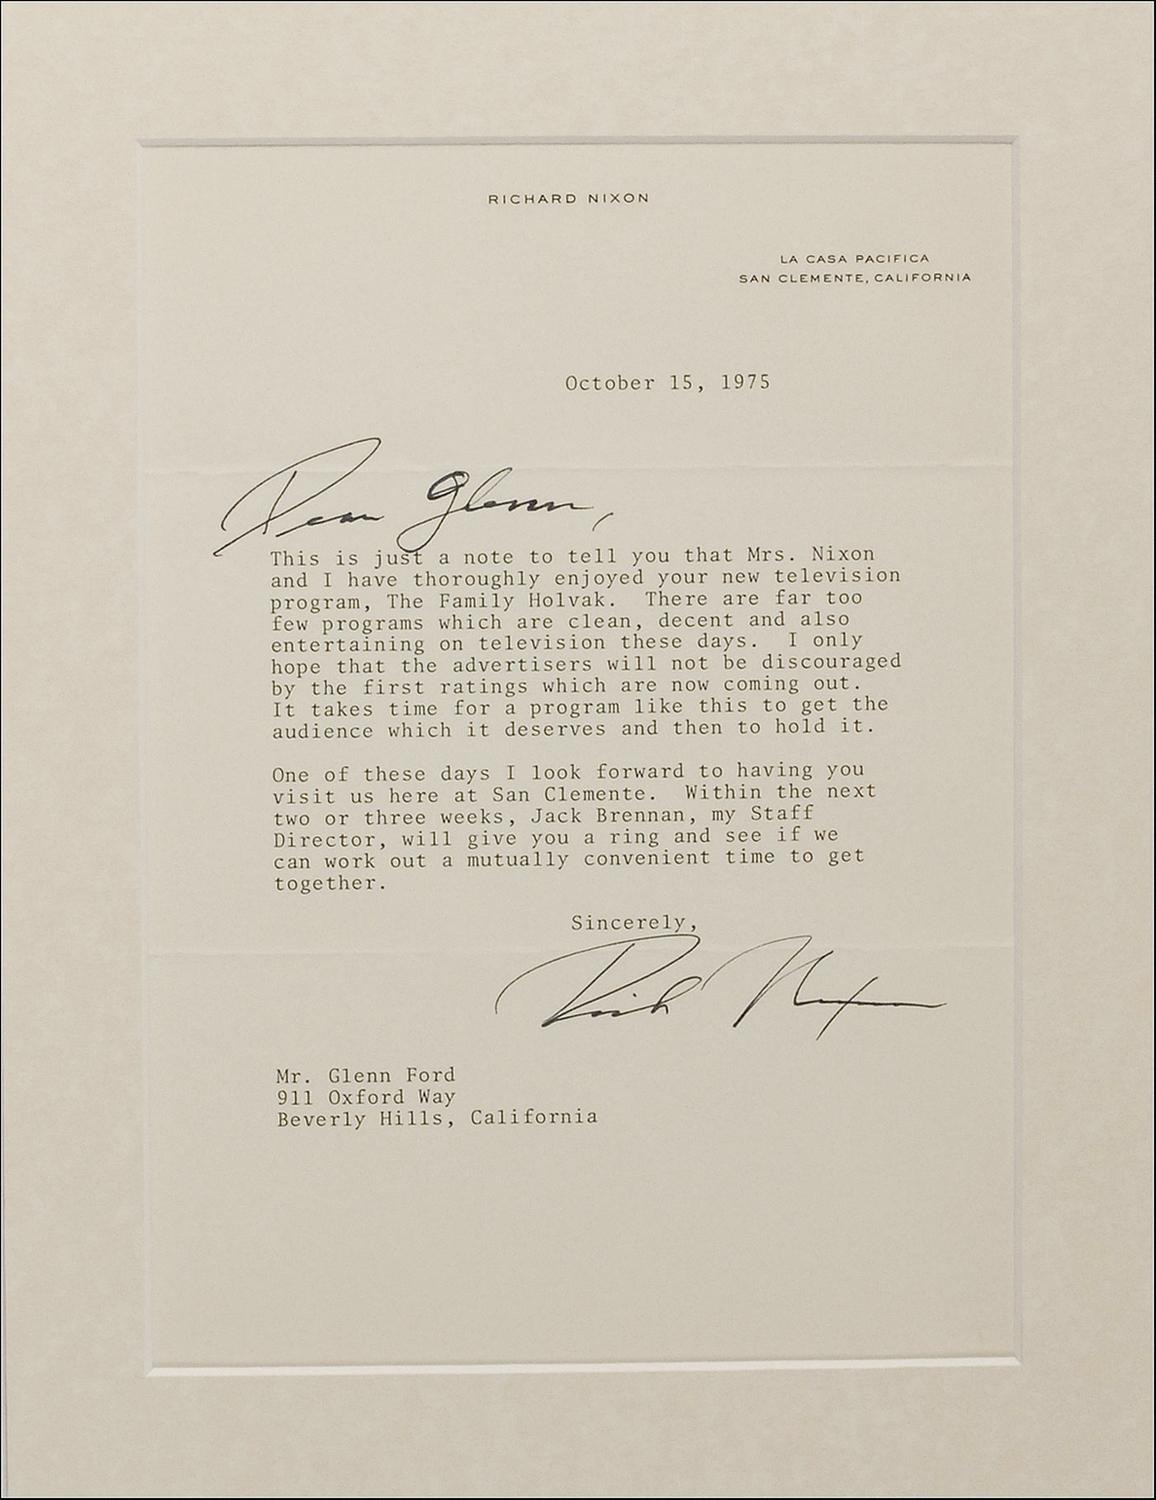 RICHARD NIXON
LA CASA PACIFICA
SAN CLEMENTE, CALIFORNIA
October 15, 1975
Dear Glenn,
This is just a note to tell you that Mrs. Nixon
and I have thoroughly enjoyed your new television
program, The Family Holvak.  There are far too
few programs which are clean, decent and also
entertaining on television these days.  I only
hope that the advertisers will not be discouraged
by the first ratings which are now coming out.
It takes time for a program like this to get the
audience which it deserves and then to hold it.
One of these days I look forward to having you
visit us here at San Clemente.  Within the next
two or three weeks, Jack Brennan, my Staff
Director, will give you a ring and see if we
can work out a mutually convenient time to get
together.
Sincerely,
Dick Nixon
Mr. Glenn Ford
911 Oxford Way
Beverly Hills, California